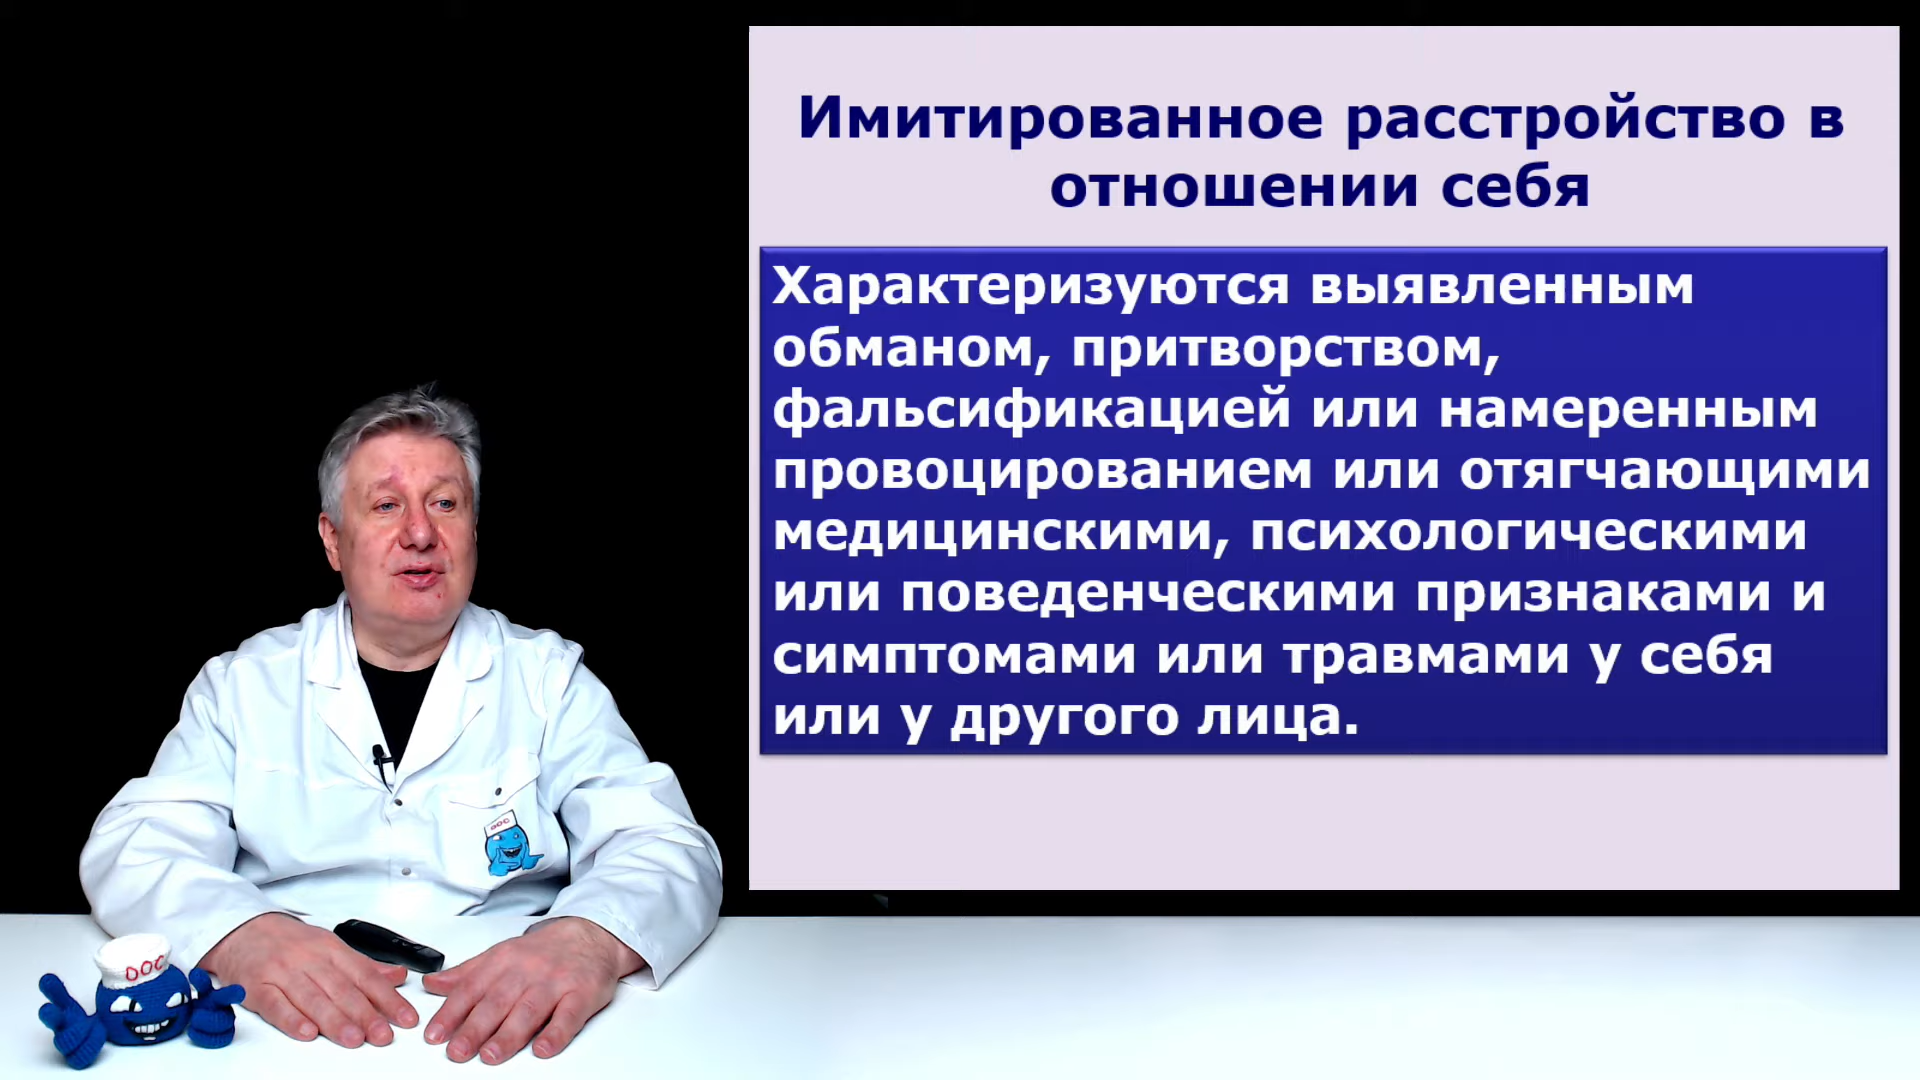 Имитированное расстройство в
отношении себя
Характеризуются выявленным
обманом, притворством,
фальсификацией или намеренным
провоцированием или отягчающими
медицинскими, психологическими
или поведенческими признаками и
симптомами или травмами у себя
или у другого лица.
DOC
DOC